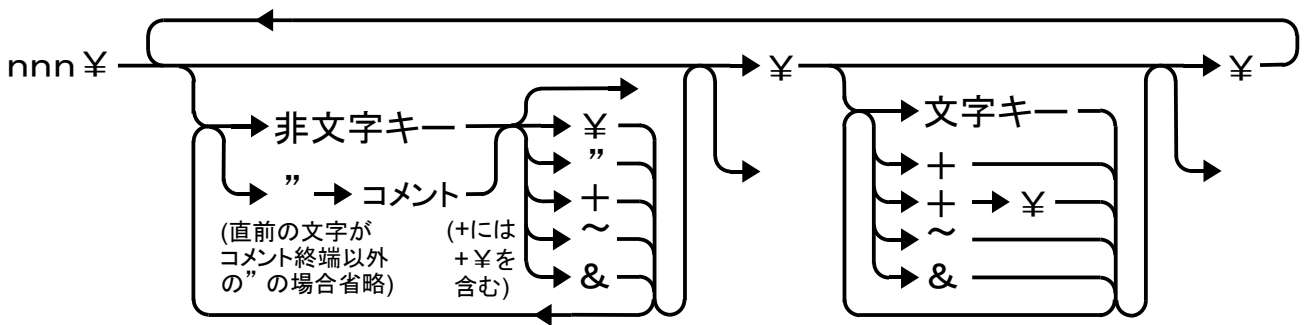 nnn¥
¥
¥
非文字キー
” コメント
(直前の文字が
コメント終端以外
の”の場合省略)
(+には
+¥を
含む)
¥
”
+
~
&
文字キー
+
+ ¥
~
&